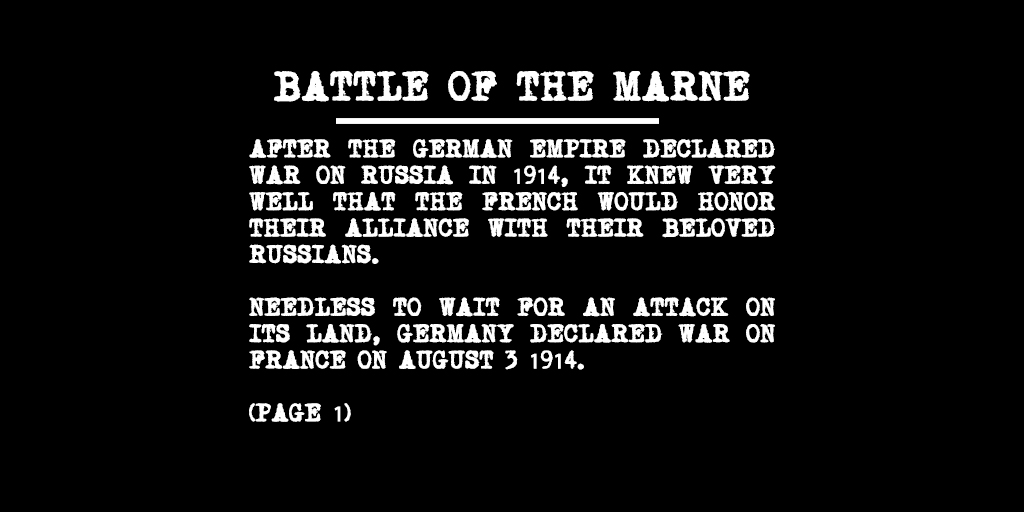 BATTLE OF THE MARNE
AFTER THE GERMAN EMPIRE DECLARED
WAR ON RUSSIA IN 1914, IT KNEW VERY
WELL THAT THE FRENCH WOULD HONOR
THEIR ALLIANCE WITH THEIR BELOVED
RUSSIANS.
NEEDLESS TO WAIT FOR AN ATTACK ON
ITS LAND, GERMANY DECLARED WAR ON
FRANCE ON AUGUST 3 1914.
(PAGE 1)